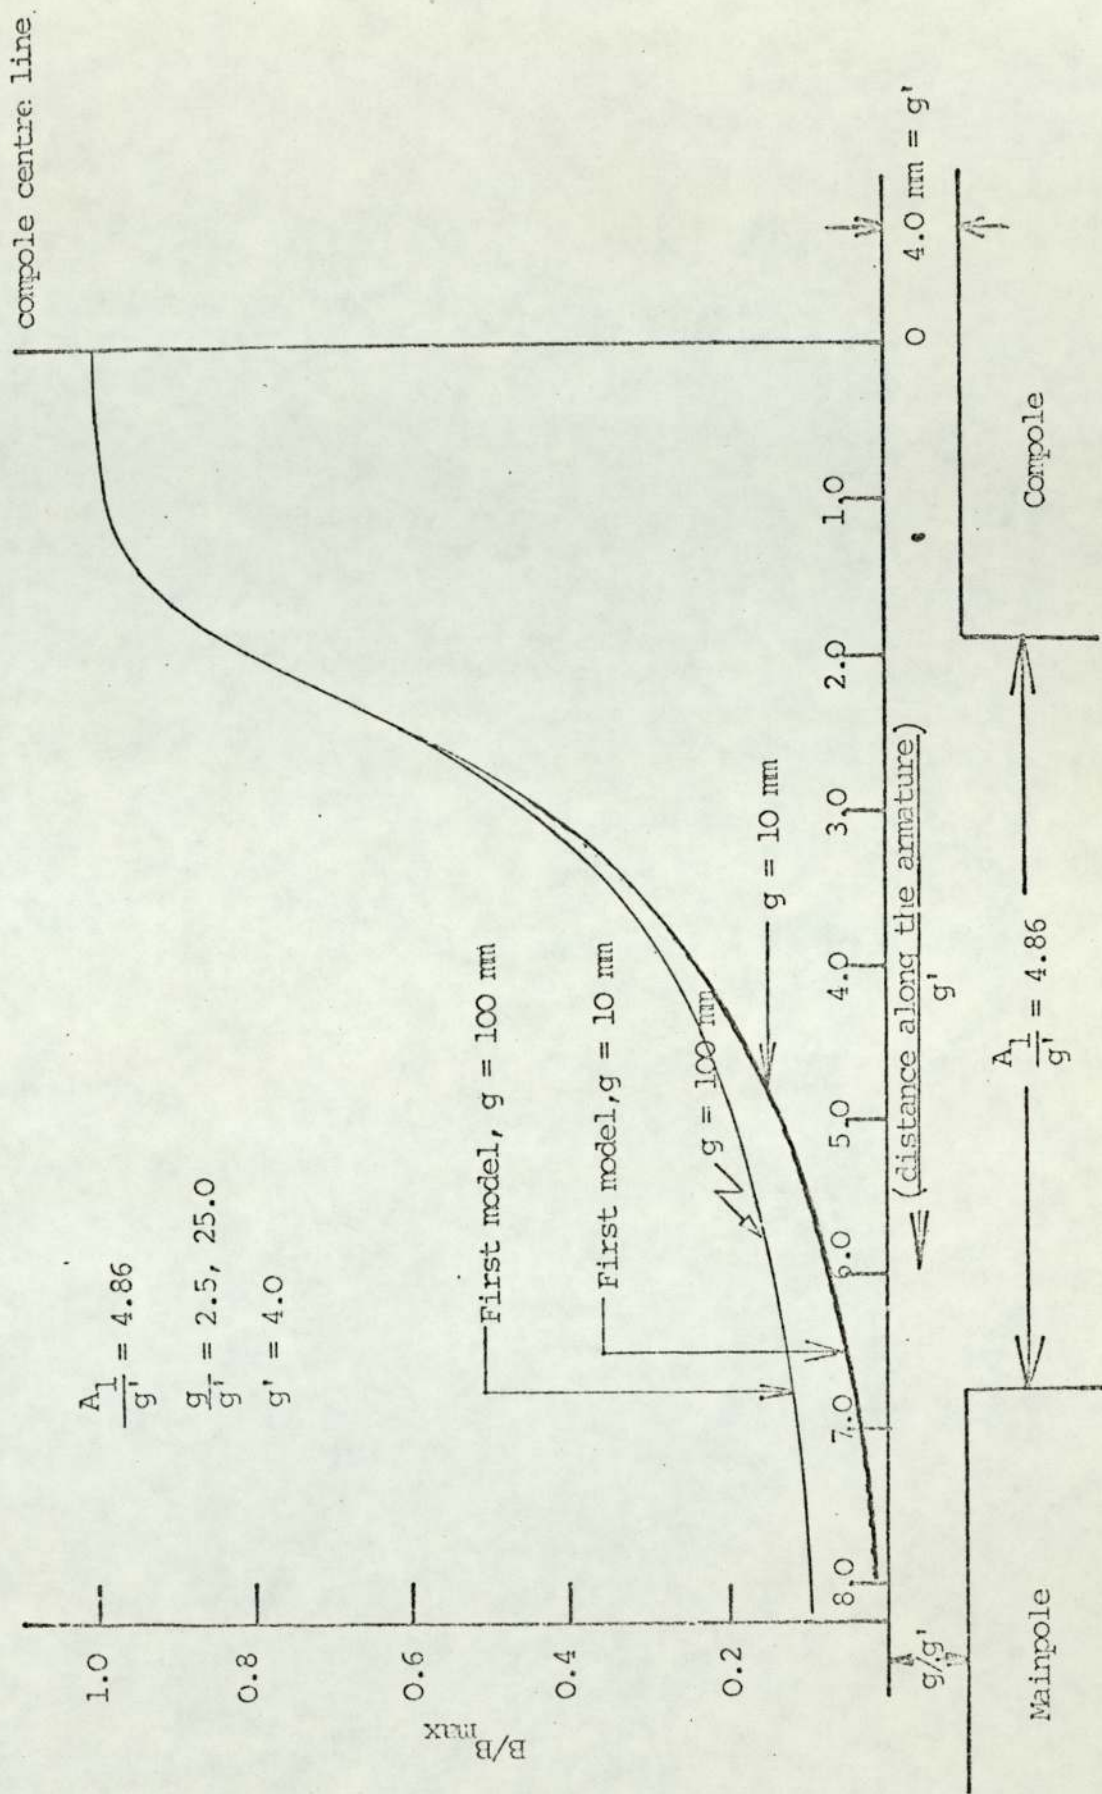 compole centre line.
A1/g' = 4.86
g/g' = 2.5, 25.0
g' = 4.0
First model, g = 100 mm
First model,g = 10 mm
g = 100 mm
g = 10 mm
B/Bmax
1.0
0.8
0.6
0.4
0.2
8.0
7.0
6.0
5.0
4.0
3.0
2.0
1.0
0
4.0 mm = g'
(distance along the armature)
g'
g/g'
A1/g' = 4.86
Mainpole
Compole